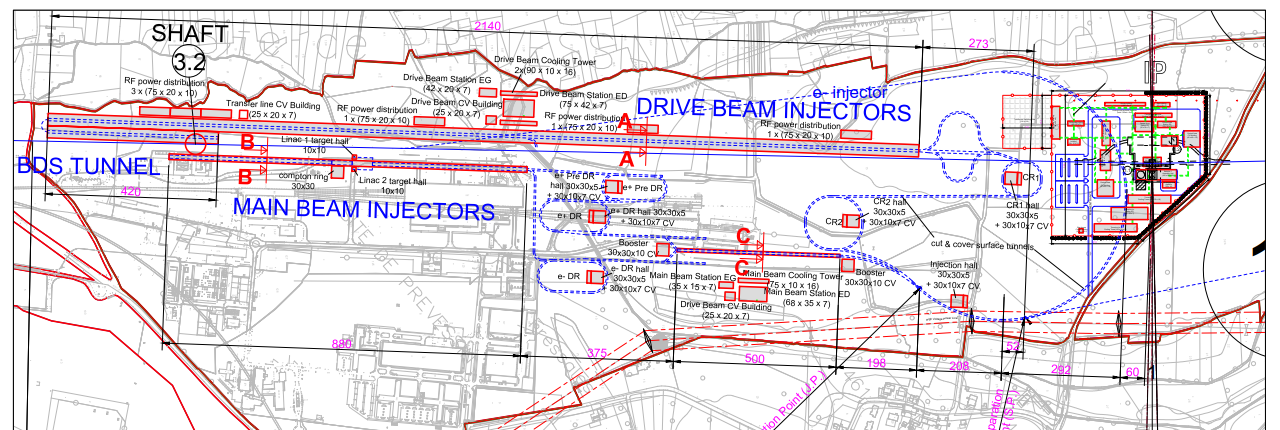 2140
SHAFT
3.2
273
IP
Drive Beam Cooling Tower
2x(90 x 10 x 16)
Drive Beam Station EG
(42 x 20 x 7)
RF power distribution
3 x (75 x 20 x 10)
Drive Beam Station ED
(75 x 42 x 7)
e- injector
DRIVE BEAM INJECTORS
Transfer line CV Building
(25 x 20 x 7)
RF power distribution
1 x (75 x 20 x 10)
Drive Beam CV Building
(25 x 20 x 7)
RF power distribution
1 x (75 x 20 x 10)
A
A
RF power distribution
1 x (75 x 20 x 10)
B
B
Linac 1 target hall
10x10
BDS TUNNEL
compton ring
30x30
Linac 2 target hall
10x10
420
MAIN BEAM INJECTORS
e+ Pre DR
hall 30x30x5
+ 30x10x7 CV
e+ Pre DR
e+ DR
e+ DR hall 30x30x5
+ 30x10x7 CV
CR1
CR1 hall
30x30x5
+ 30x10x7 CV
CR2 hall
30x30x5
+ 30x10x7 CV
CR2
Booster
30x30x10 CV
C
C
cut & cover surface tunnels
e- DR
e- DR hall
30x30x5
+ 30x10x7 CV
Main Beam Station EG
(35 x 15 x 7)
Main Beam Cooling Tower
(75 x 10 x 16)
Main Beam Station ED
(68 x 35 x 7)
Drive Beam CV Building
(25 x 20 x 7)
Booster
30x30x10 CV
Injection hall
30x30x5
+ 30x10x7 CV
PREVE
880
375
500
198
208
52
292
60
tion Point (J.P.)
paration
nt (S.P.)